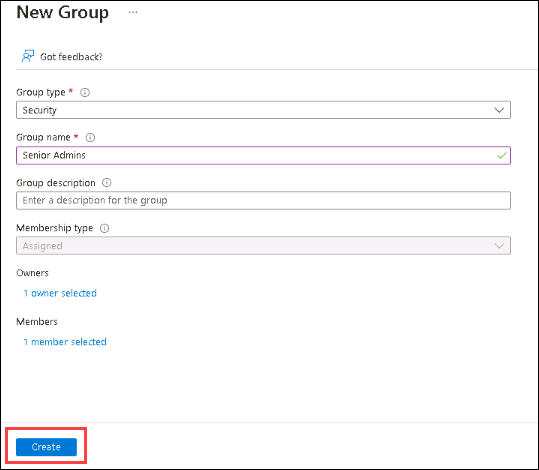 New Group ...
Got feedback?
Group type *
Security
Group name *
Senior Admins
Group description
Enter a description for the group
Membership type
Assigned
Owners
1 owner selected
Members
1 member selected
Create